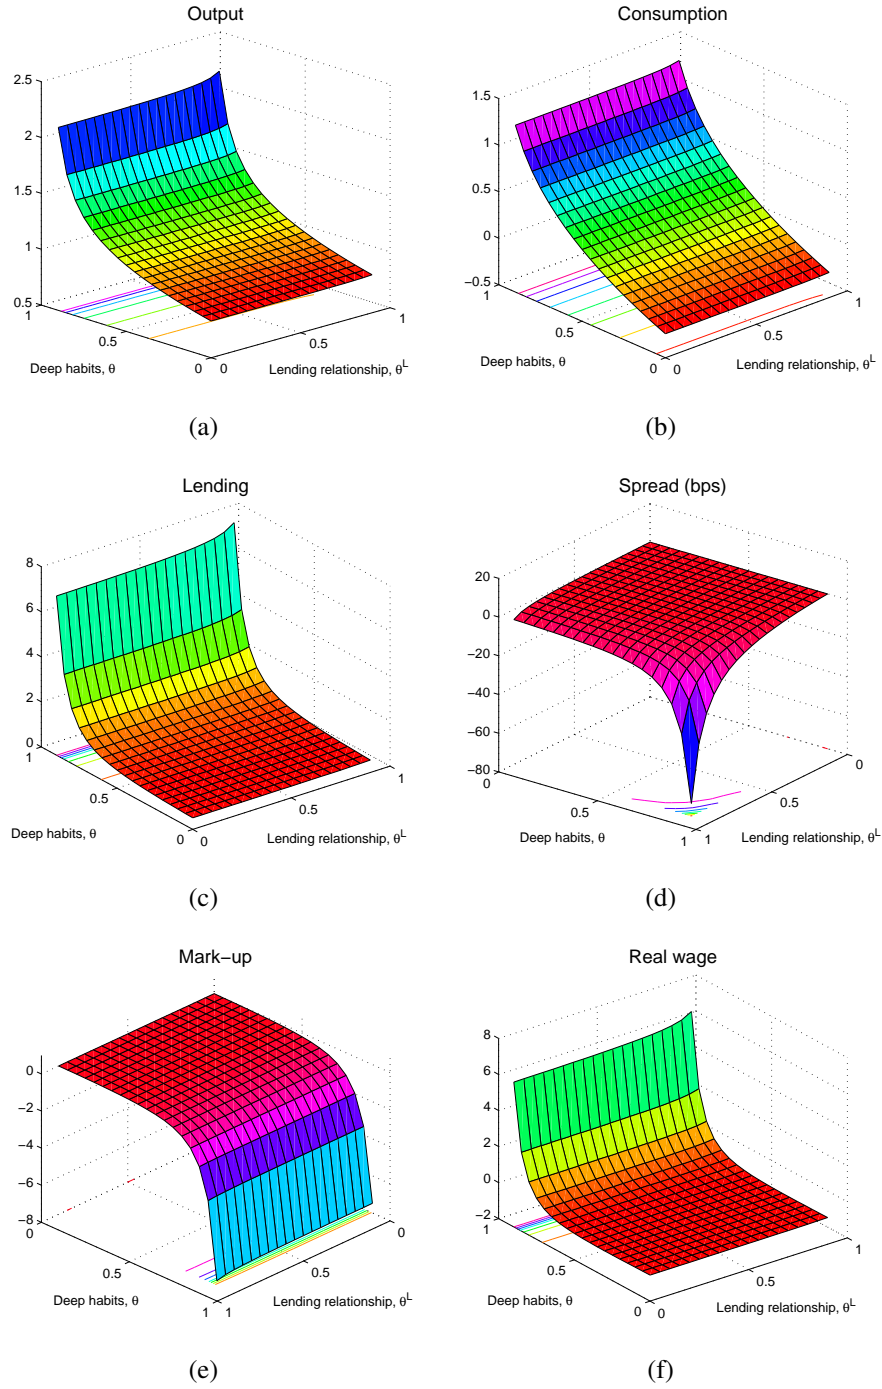 Output
Consumption
2.5
2
1.5
1
0.5
1
0.5
0
0
0.5
1
Deep habits, θ
Lending relationship, θL
1.5
1
0.5
0
−0.5
1
0.5
0
0
0.5
1
Deep habits, θ
Lending relationship, θL
(a)
(b)
Lending
Spread (bps)
8
6
4
2
0
1
0.5
0
0
0.5
1
Deep habits, θ
Lending relationship, θL
20
0
−20
−40
−60
−80
0
0.5
1
1
0.5
0
Deep habits, θ
Lending relationship, θL
(c)
(d)
Mark−up
Real wage
0
−2
−4
−6
−8
0
0.5
1
1
0.5
0
Deep habits, θ
Lending relationship, θL
8
6
4
2
0
−2
1
0.5
0
0
0.5
1
Deep habits, θ
Lending relationship, θL
(e)
(f)